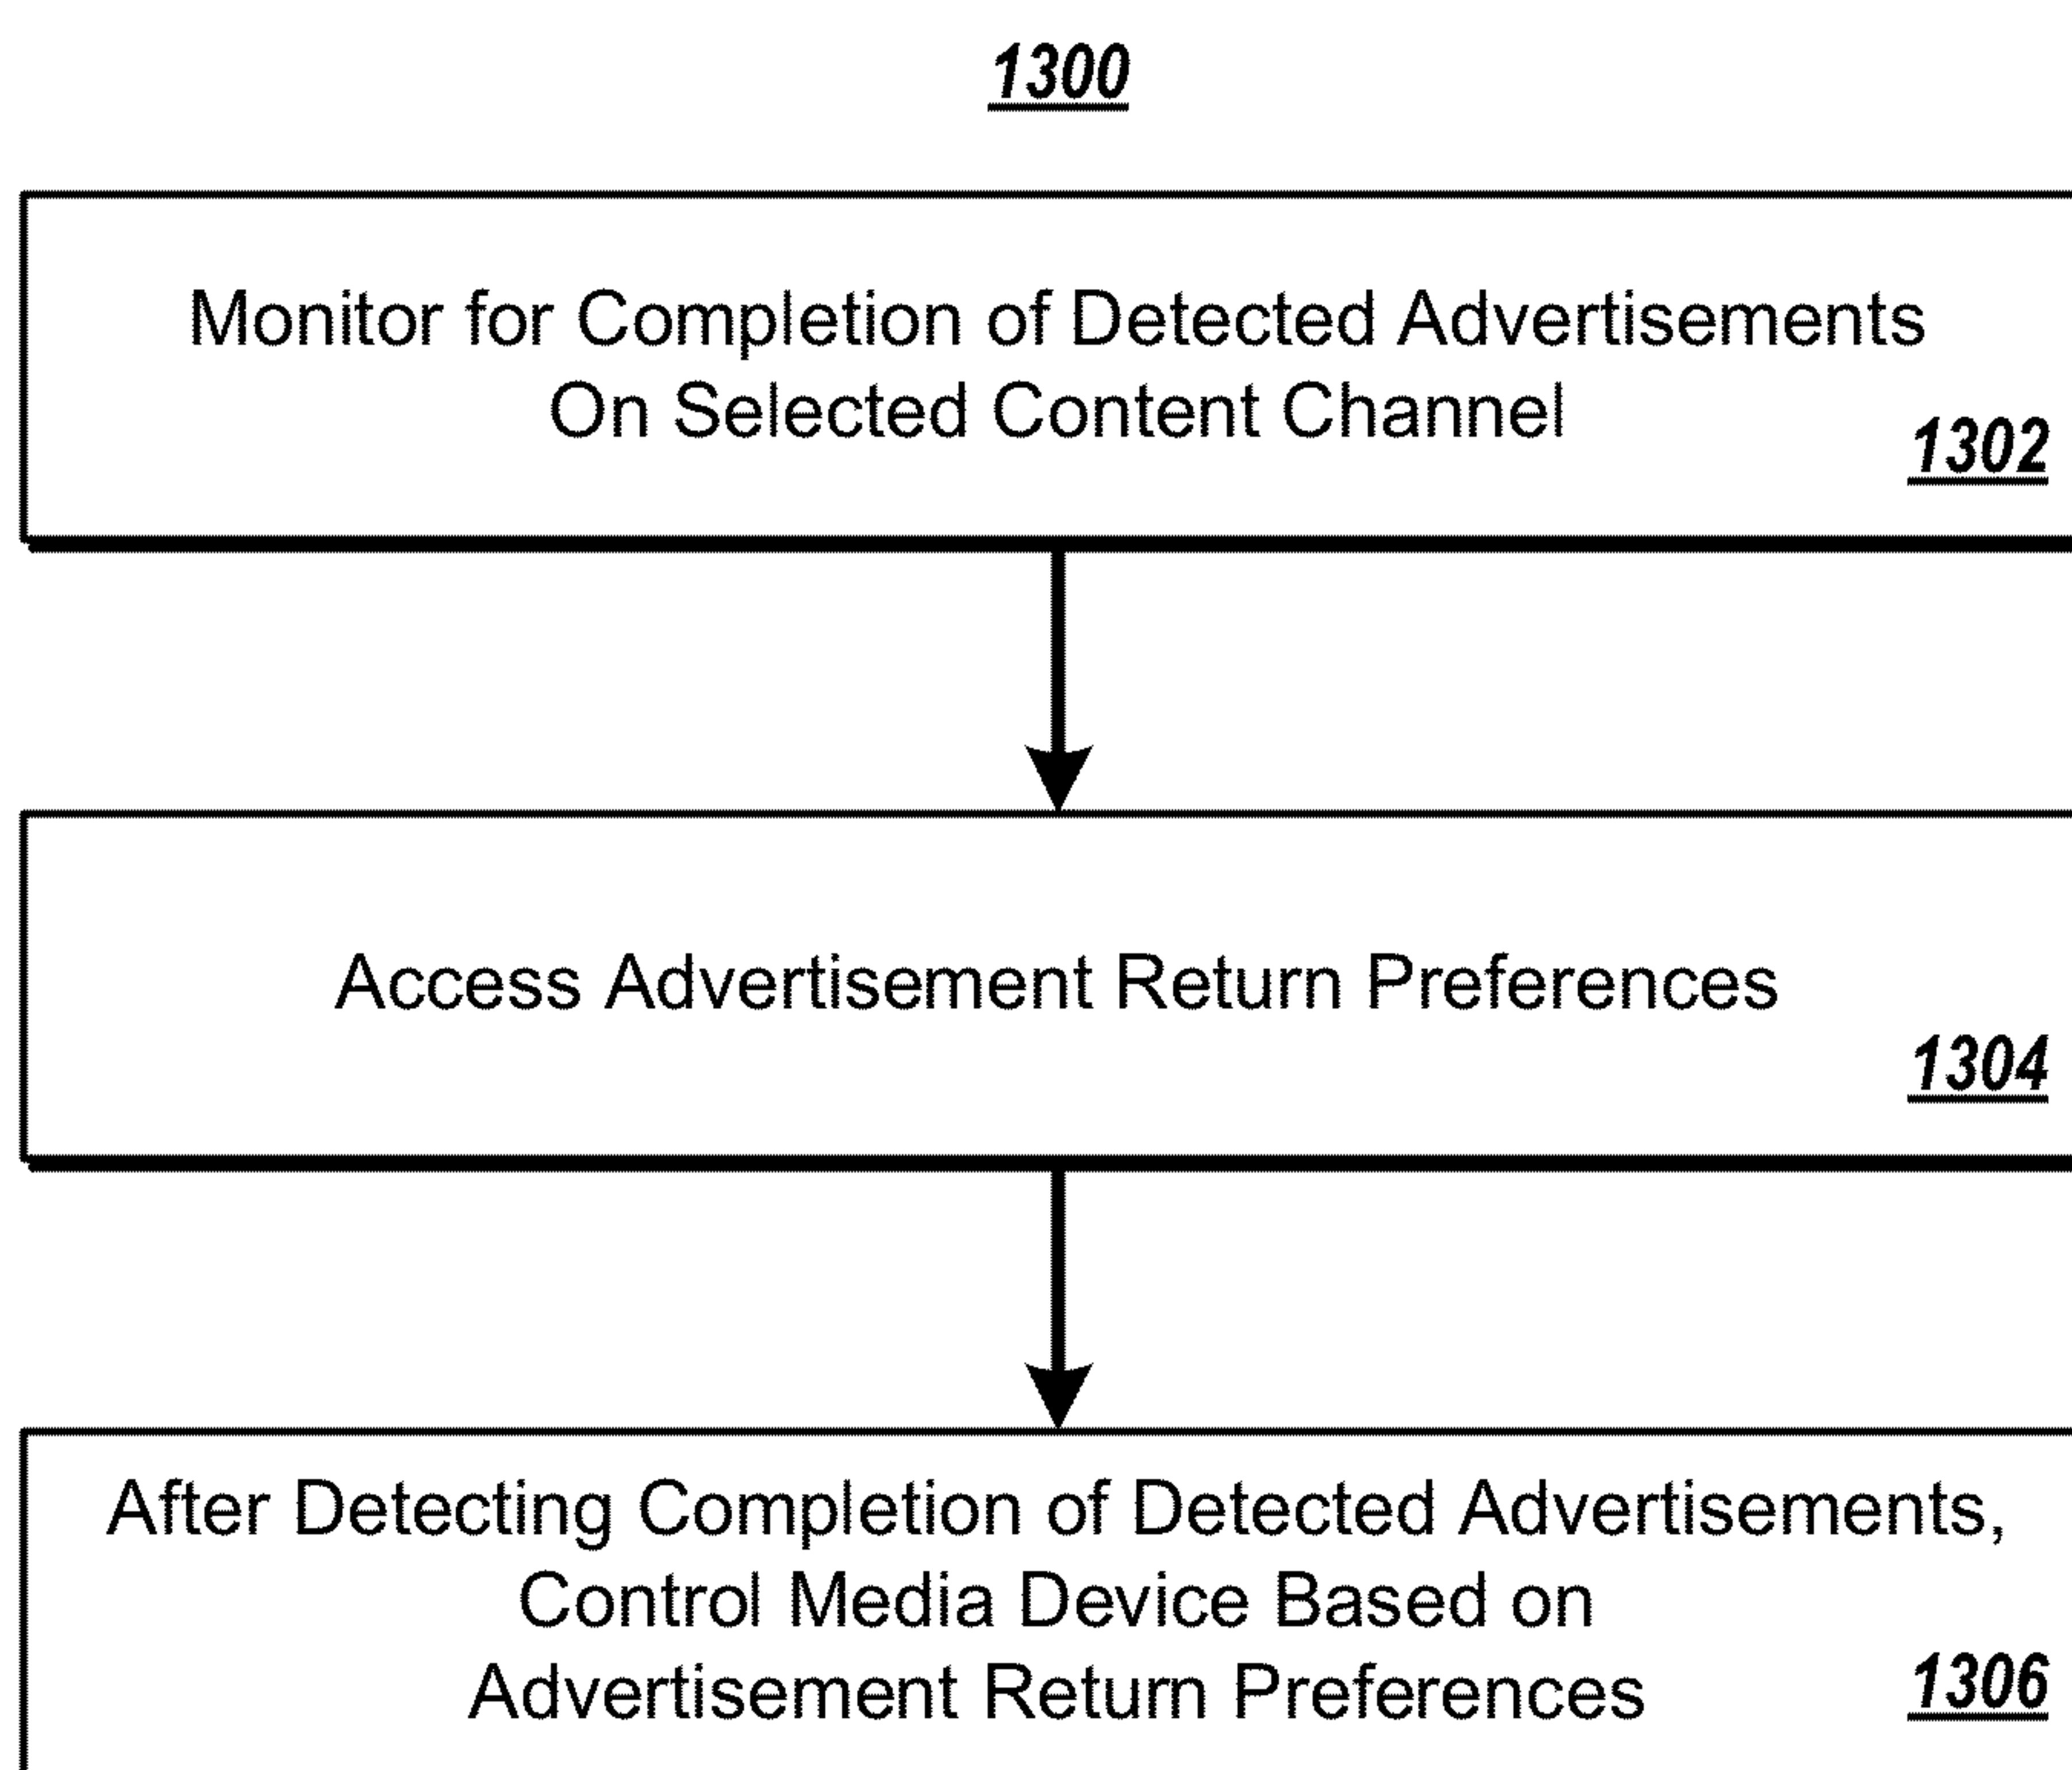 1300
Monitor for Completion of Detected Advertisements
On Selected Content Channel
1302
Access Advertisement Return Preferences
1304
After Detecting Completion of Detected Advertisements,
Control Media Device Based on
Advertisement Return Preferences
1306